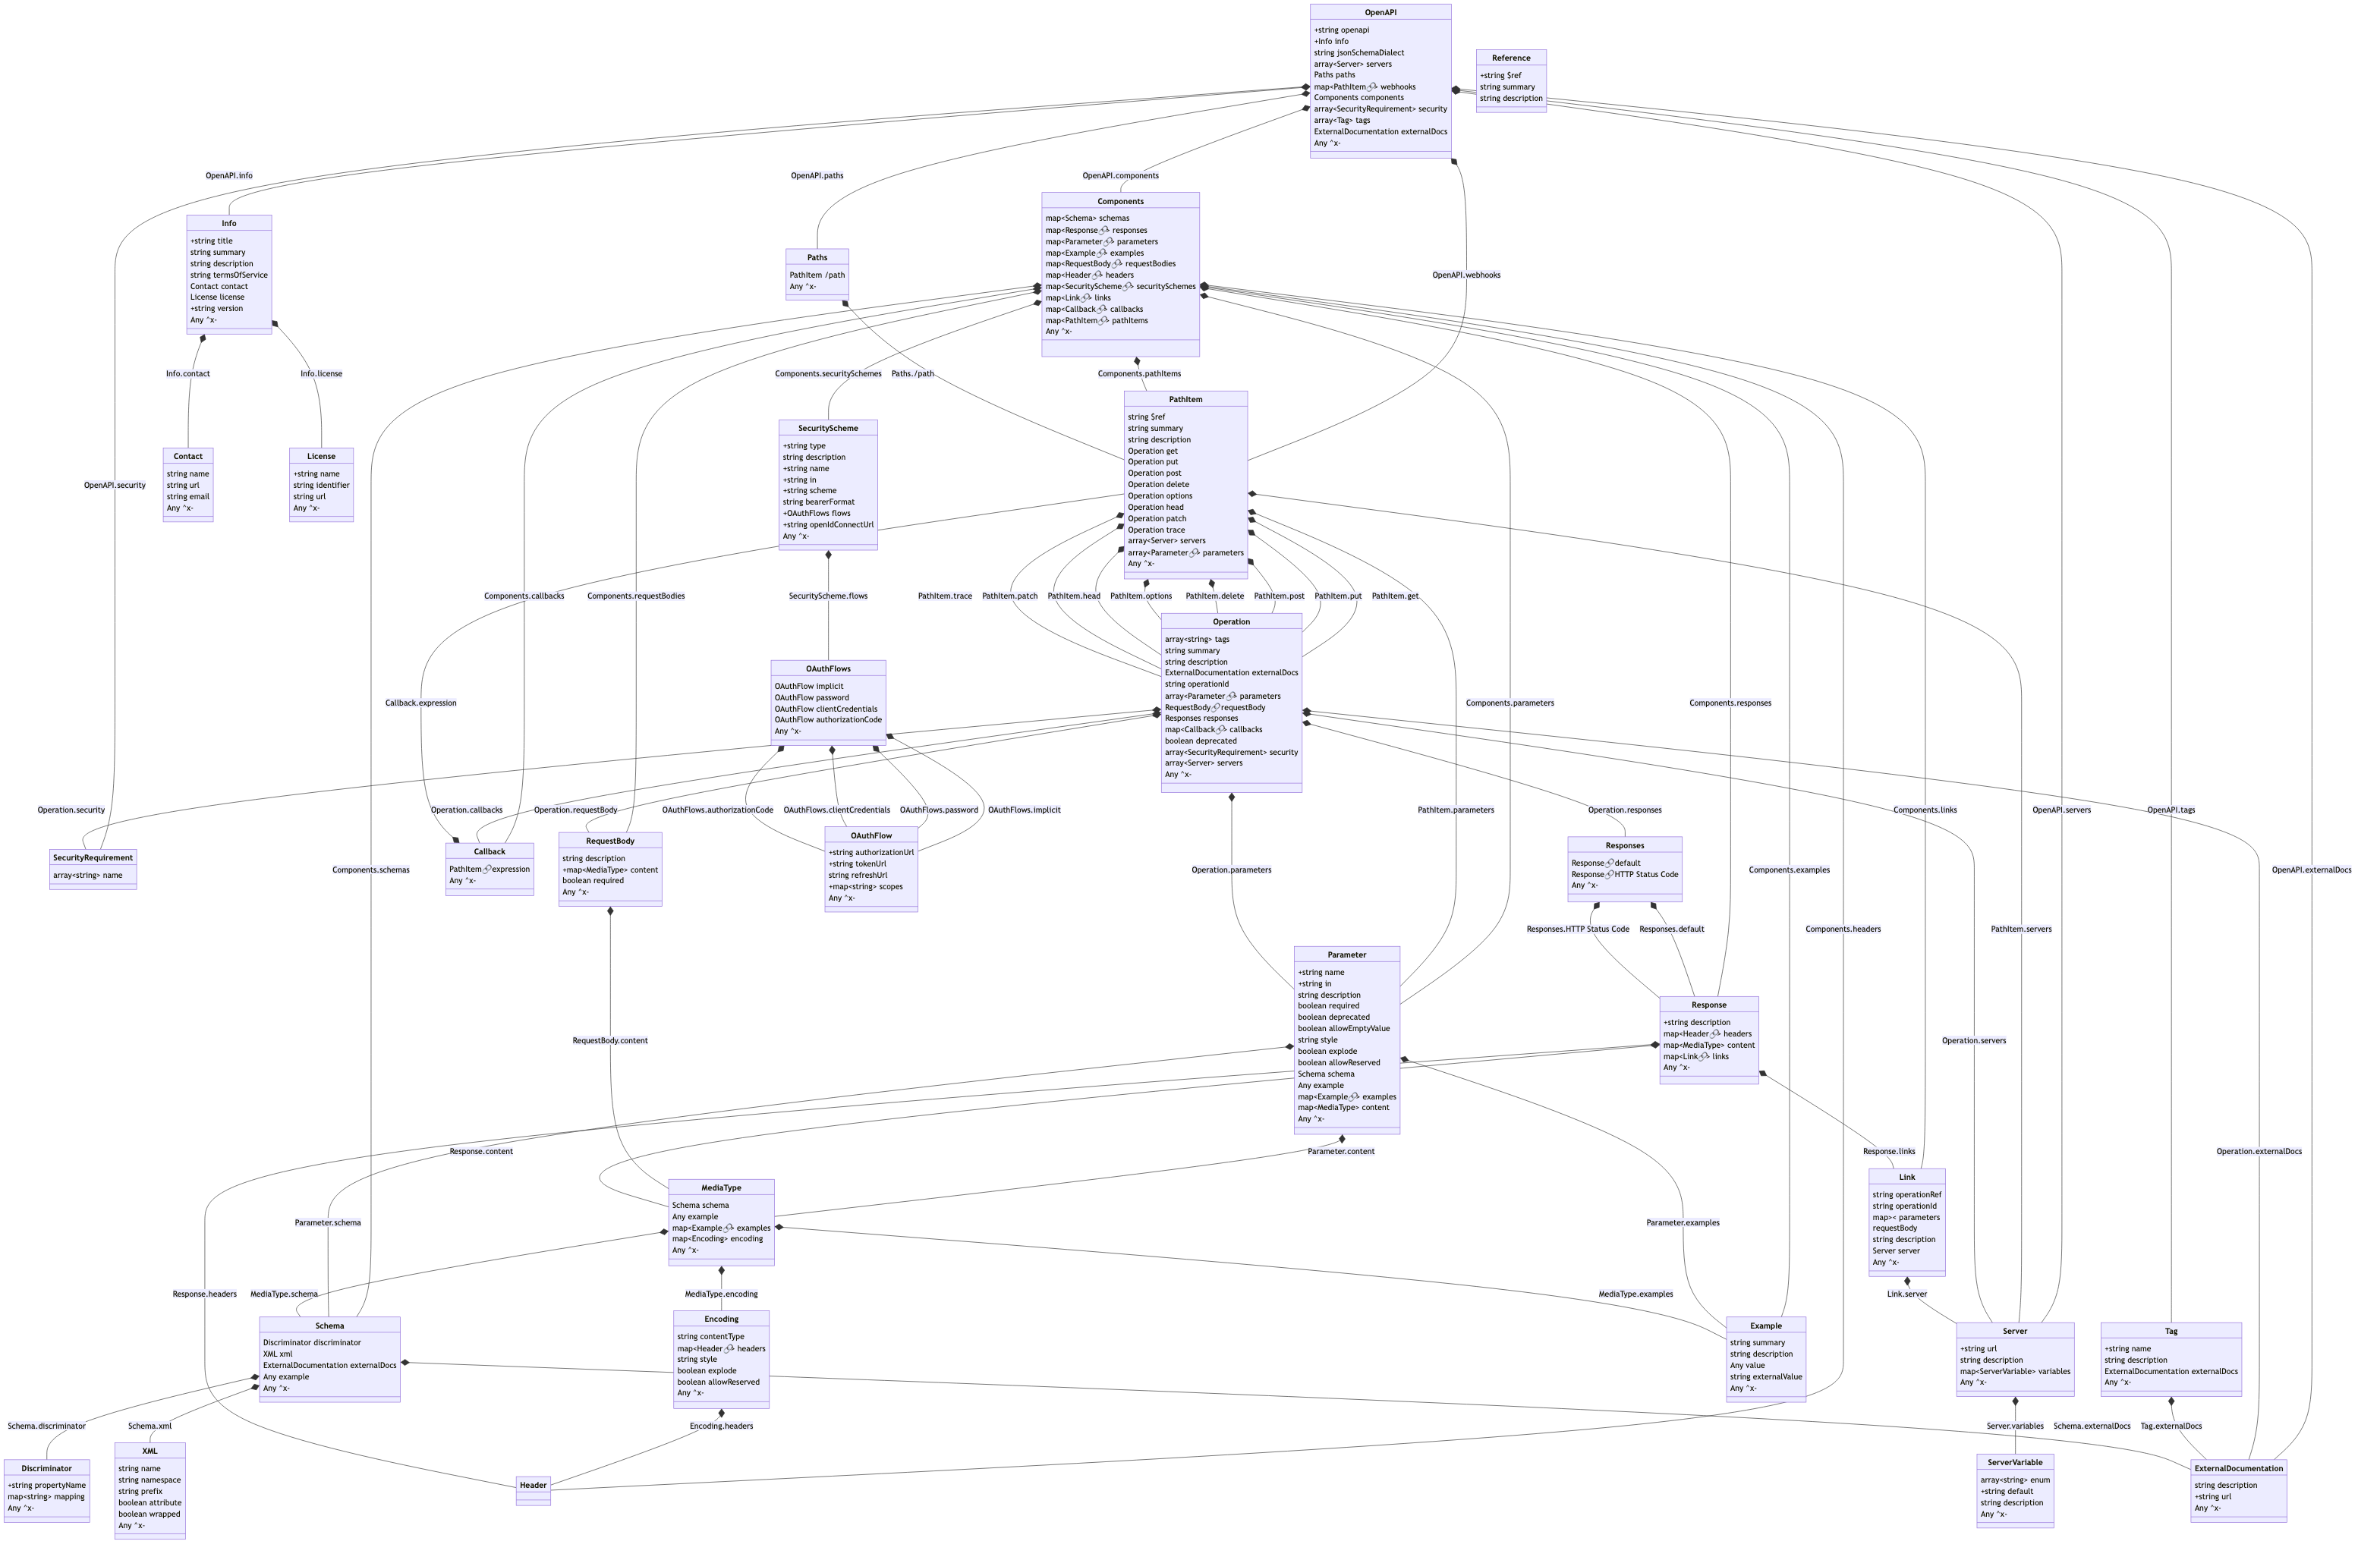 OpenAPI
+string openapi
+Info info
string jsonSchemaDialect
array<Server> servers
Paths paths
map<PathItem🔗> webhooks
Components components
array<SecurityRequirement> security
array<Tag> tags
ExternalDocumentation externalDocs
Any ^x-
Reference
+string $ref
string summary
string description
OpenAPI.info
OpenAPI.paths
OpenAPI.components
Components
map<Schema> schemas
map<Response🔗> responses
map<Parameter🔗> parameters
map<Example🔗> examples
map<RequestBody🔗> requestBodies
map<Header🔗> headers
map<SecurityScheme🔗> securitySchemes
map<Link🔗> links
map<Callback🔗> callbacks
map<PathItem🔗> pathItems
Any ^x-
Info
+string title
string summary
string description
string termsOfService
Contact contact
License license
+string version
Any ^x-
Paths
PathItem /path
Any ^x-
OpenAPI.webhooks
Info.contact
Info.license
Components.securitySchemes
Paths./path
Components.pathItems
PathItem
string $ref
string summary
string description
Operation get
Operation put
Operation post
Operation delete
Operation options
Operation head
Operation patch
Operation trace
array<Server> servers
array<Parameter🔗> parameters
Any ^x-
SecurityScheme
+string type
string description
+string name
+string in
+string scheme
string bearerFormat
+OAuthFlows flows
+string openIdConnectUrl
Any ^x-
Contact
string name
string url
string email
Any ^x-
License
+string name
string identifier
string url
Any ^x-
OpenAPI.security
Components.callbacks
Components.requestBodies
SecurityScheme.flows
PathItem.trace
PathItem.patch
PathItem.head
PathItem.options
PathItem.delete
PathItem.post
PathItem.put
PathItem.get
Operation
array<string> tags
string summary
string description
ExternalDocumentation externalDocs
string operationId
array<Parameter🔗> parameters
RequestBody🔗requestBody
Responses responses
map<Callback🔗> callbacks
boolean deprecated
array<SecurityRequirement> security
array<Server> servers
Any ^x-
OAuthFlows
OAuthFlow implicit
OAuthFlow password
OAuthFlow clientCredentials
OAuthFlow authorizationCode
Any ^x-
Callback.expression
Components.parameters
Components.responses
Operation.security
Operation.callbacks
Operation.requestBody
OAuthFlows.authorizationCode
OAuthFlows.clientCredentials
OAuthFlows.password
OAuthFlows.implicit
PathItem.parameters
Operation.responses
Components.links
OpenAPI.servers
OpenAPI.tags
SecurityRequirement
array<string> name
Callback
PathItem🔗expression
Any ^x-
RequestBody
string description
+map<MediaType> content
boolean required
Any ^x-
OAuthFlow
+string authorizationUrl
+string tokenUrl
string refreshUrl
+map<string> scopes
Any ^x-
Responses
Response🔗default
Response🔗HTTP Status Code
Any ^x-
Components.schemas
Operation.parameters
Components.examples
OpenAPI.externalDocs
Responses.HTTP Status Code
Responses.default
Components.headers
PathItem.servers
Parameter
+string name
+string in
string description
boolean required
boolean deprecated
boolean allowEmptyValue
string style
boolean explode
boolean allowReserved
Schema schema
Any example
map<Example🔗> examples
map<MediaType> content
Any ^x-
Response
+string description
map<Header🔗> headers
map<MediaType> content
map<Link🔗> links
Any ^x-
RequestBody.content
Operation.servers
Response.content
Parameter.content
Response.links
Operation.externalDocs
MediaType
Schema schema
Any example
map<Example🔗> examples
map<Encoding> encoding
Any ^x-
Link
string operationRef
string operationId
map>< parameters
requestBody
string description
Server server
Any ^x-
Parameter.schema
Parameter.examples
Response.headers
MediaType.schema
MediaType.encoding
MediaType.examples
Link.server
Schema
Discriminator discriminator
XML xml
ExternalDocumentation externalDocs
Any example
Any ^x-
Encoding
string contentType
map<Header🔗> headers
string style
boolean explode
boolean allowReserved
Any ^x-
Example
string summary
string description
Any value
string externalValue
Any ^x-
Server
+string url
string description
map<ServerVariable> variables
Any ^x-
Tag
+string name
string description
ExternalDocumentation externalDocs
Any ^x-
Schema.discriminator
Schema.xml
Encoding.headers
Server.variables
Schema.externalDocs
Tag.externalDocs
Discriminator
+string propertyName
map<string> mapping
Any ^x-
XML
string name
string namespace
string prefix
boolean attribute
boolean wrapped
Any ^x-
Header
ServerVariable
array<string> enum
+string default
string description
Any ^x-
ExternalDocumentation
string description
+string url
Any ^x-